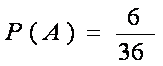 P ( A ) = 6/36